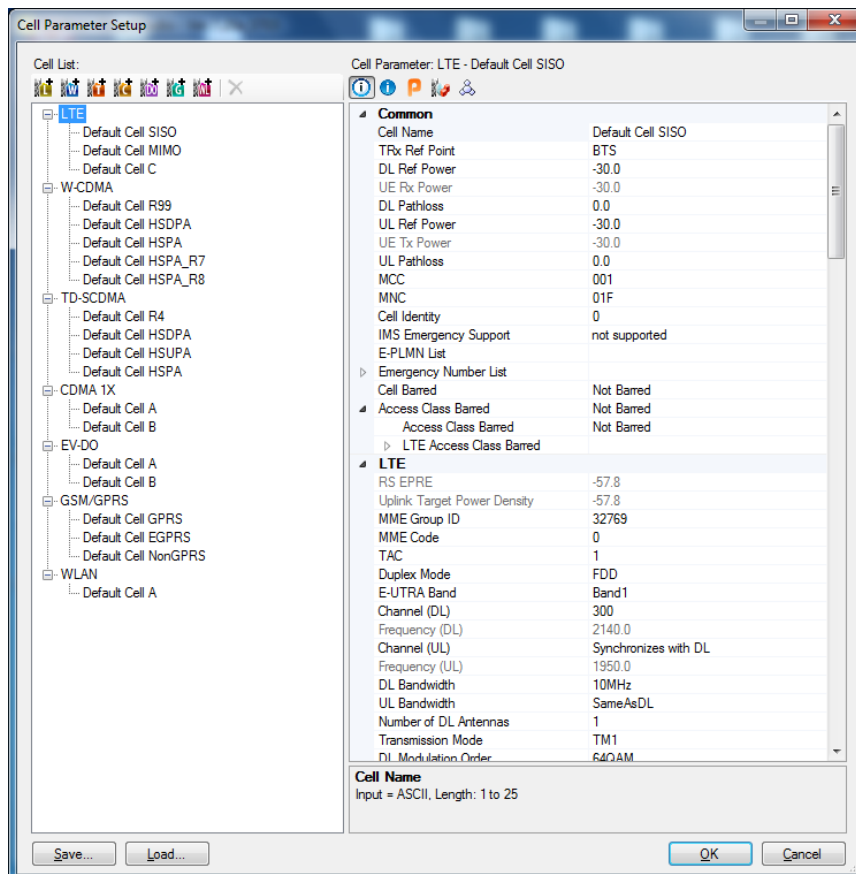 Cell Parameter Setup
Cell List:
Cell Parameter: LTE - Default Cell SISO
LTE
Default Cell SISO
Default Cell MIMO
Default Cell C
W-CDMA
Default Cell R99
Default Cell HSDPA
Default Cell HSPA
Default Cell HSPA_R7
Default Cell HSPA_R8
TD-SCDMA
Default Cell R4
Default Cell HSDPA
Default Cell HSUPA
Default Cell HSPA
CDMA 1X
Default Cell A
Default Cell B
EV-DO
Default Cell A
Default Cell B
GSM/GPRS
Default Cell GPRS
Default Cell EGPRS
Default Cell NonGPRS
WLAN
Default Cell A
Common
Cell Name Default Cell SISO
TRx Ref Point BTS
DL Ref Power -30.0
UE Rx Power -30.0
DL Pathloss 0.0
UL Ref Power -30.0
UE Tx Power -30.0
UL Pathloss 0.0
MCC 001
MNC 01F
Cell Identity 0
IMS Emergency Support not supported
E-PLMN List
Emergency Number List
Cell Barred Not Barred
Access Class Barred Not Barred
Access Class Barred Not Barred
LTE Access Class Barred
LTE
RS EPRE -57.8
Uplink Target Power Density -57.8
MME Group ID 32769
MME Code 0
TAC 1
Duplex Mode FDD
E-UTRA Band Band1
Channel (DL) 300
Frequency (DL) 2140.0
Channel (UL) Synchronizes with DL
Frequency (UL) 1950.0
DL Bandwidth 10MHz
UL Bandwidth SameAsDL
Number of DL Antennas 1
Transmission Mode TM1
DL Modulation Order 64QAM
Cell Name
Input = ASCII, Length: 1 to 25
Save... Load... OK Cancel